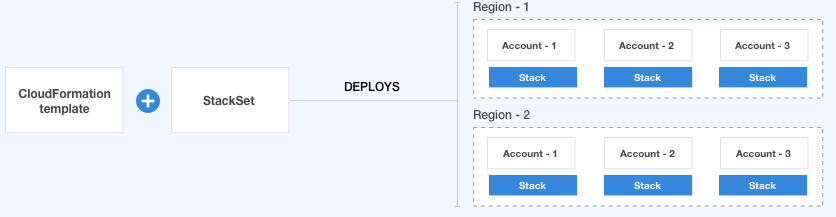 Region - 1
Account - 1
Account - 2
Account - 3
Stack
Stack
Stack
CloudFormation
template
StackSet
DEPLOYS
Region - 2
Account - 1
Account - 2
Account - 3
Stack
Stack
Stack